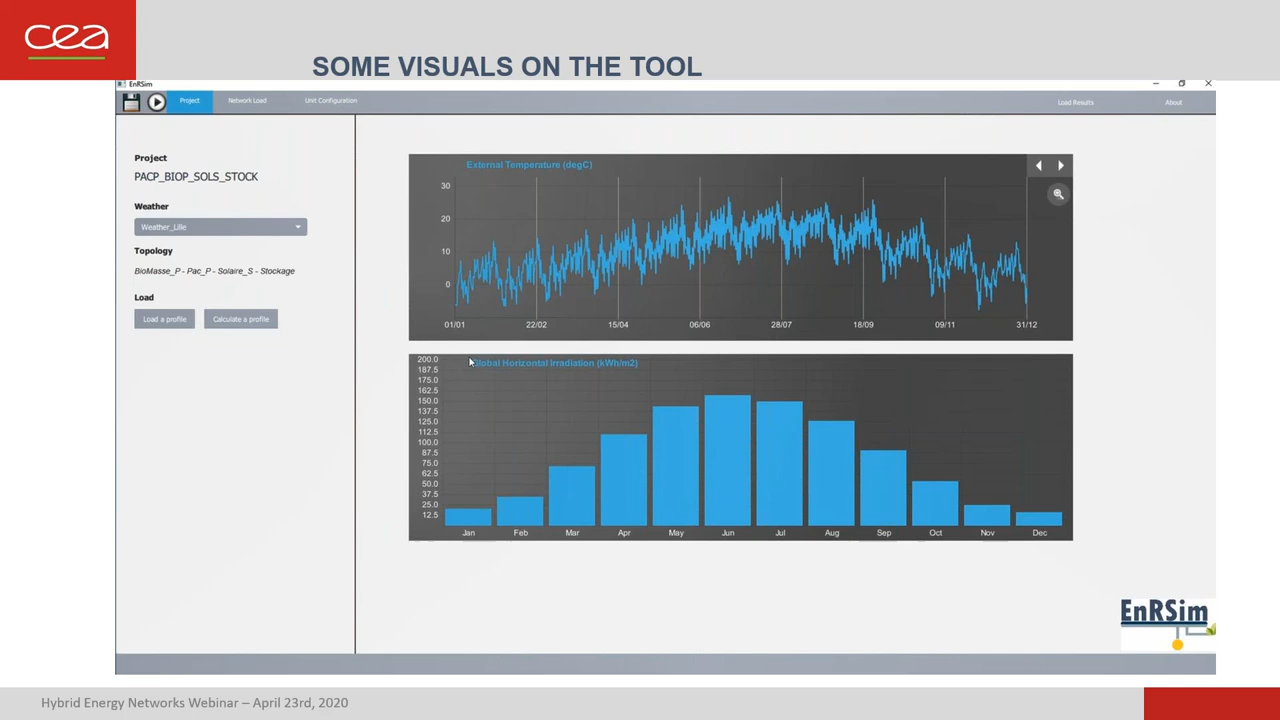 cea
SOME VISUALS ON THE TOOL
EnRSim
Project
Network Load
Unit Configuration
Load Results
About
Project
PACP_BIOP_SOLS_STOCK
Weather
Weather_Lille
Topology
BioMasse_P - Pac_P - Solaire_S - Stockage
Load
Load a profile
Calculate a profile
External Temperature (degC)
30
20
10
0
01/01 22/02 15/04 06/06 28/07 18/09 09/11 31/12
Global Horizontal Irradiation (kWh/m2)
200.0
187.5
175.0
162.5
150.0
137.5
125.0
112.5
100.0
87.5
75.0
62.5
50.0
37.5
25.0
12.5
Jan Feb Mar Apr May Jun Jul Aug Sep Oct Nov Dec
EnRSim
Hybrid Energy Networks Webinar – April 23rd, 2020